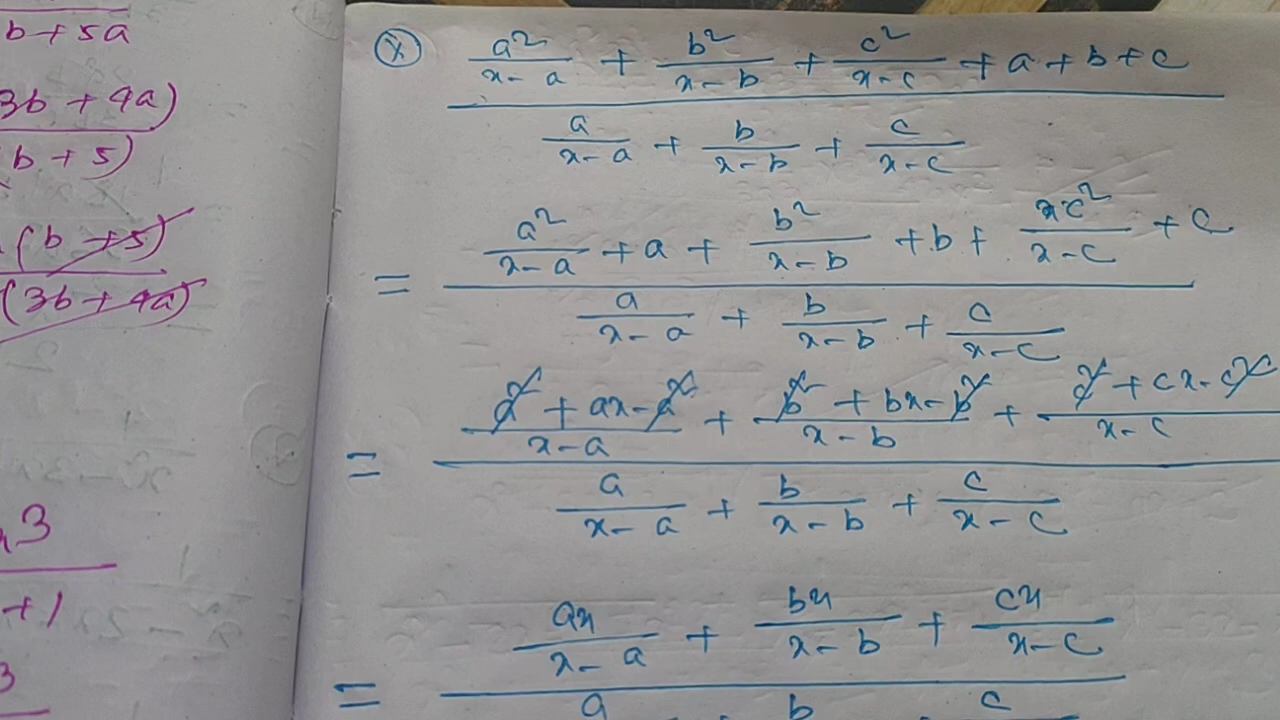 b+5a
3b + 4a)
b + 5)
(b + 5)
(3b + 4a)
3
+1
3
(x) a²/(x-a) + b²/(x-b) + c²/(x-c) + a + b + c
a/(x-a) + b/(x-b) + c/(x-c)
= a²/(x-a) + a + b²/(x-b) + b + xc²/(x-c) + c
a/(x-a) + b/(x-b) + c/(x-c)
= (a² + ax - a²)/(x-a) + (b² + bx - b²)/(x-b) + (c² + cx - c²)/(x-c)
a/(x-a) + b/(x-b) + c/(x-c)
= ax/(x-a) + bx/(x-b) + cx/(x-c)
a b c